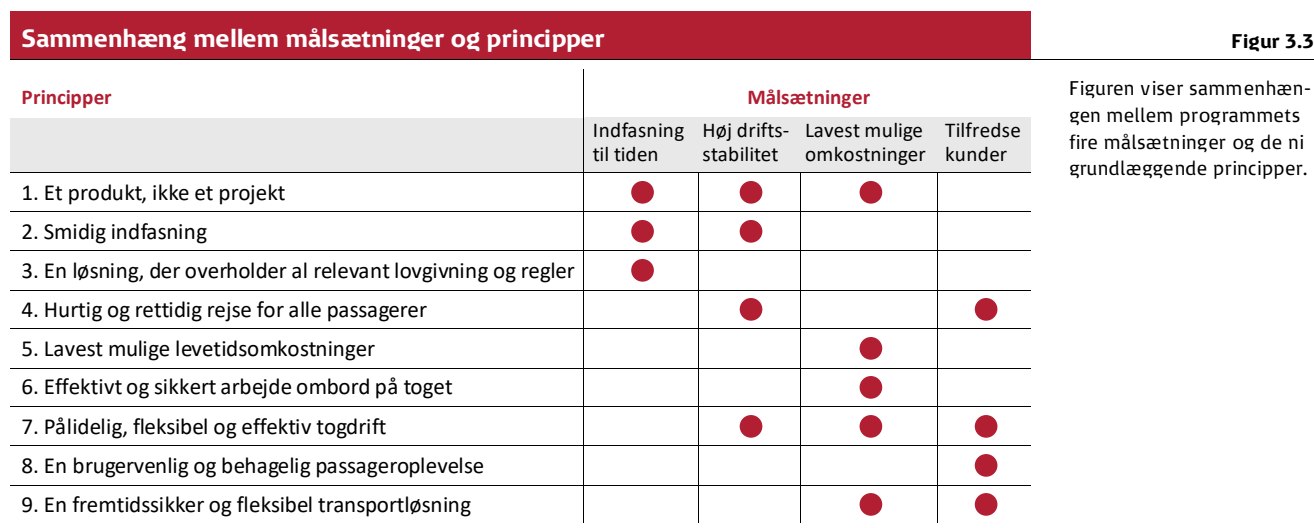 Sammenhæng mellem målsætninger og principper
Figur 3.3
Figuren viser sammenhæn-
gen mellem programmets
fire målsætninger og de ni
grundlæggende principper.
Principper
Målsætninger
Indfasning til tiden
Høj drifts-stabilitet
Lavest mulige omkostninger
Tilfredse kunder
1. Et produkt, ikke et projekt
2. Smidig indfasning
3. En løsning, der overholder al relevant lovgivning og regler
4. Hurtig og rettidig rejse for alle passagerer
5. Lavest mulige levetidsomkostninger
6. Effektivt og sikkert arbejde ombord på toget
7. Pålidelig, fleksibel og effektiv togdrift
8. En brugervenlig og behagelig passageroplevelse
9. En fremtidssikker og fleksibel transportløsning